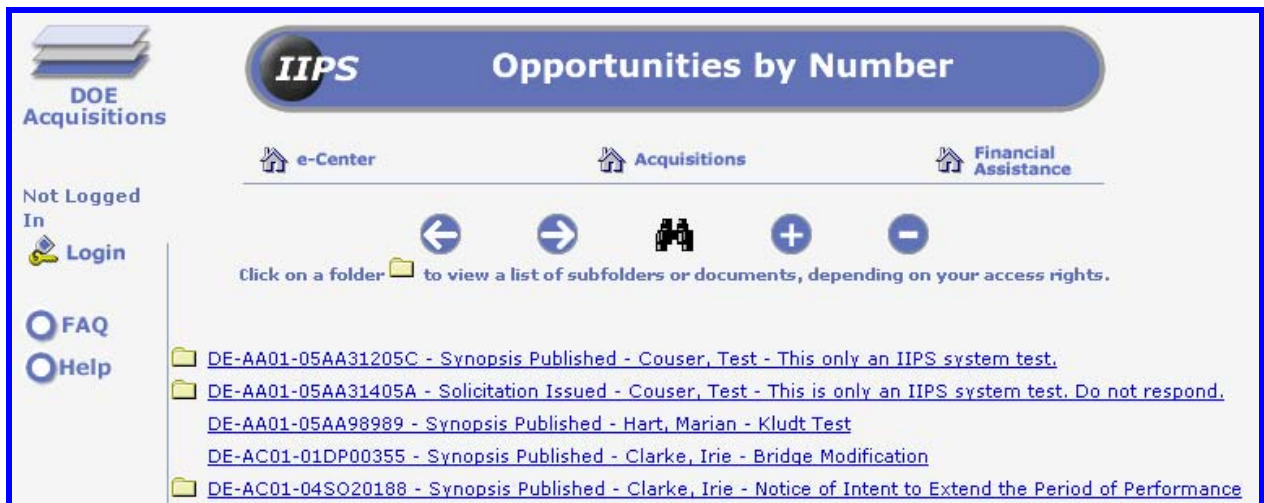 DOE
Acquisitions
IIPS
Opportunities by Number
e-Center
Acquisitions
Financial
Assistance
Not Logged
In
Login
Click on a folder to view a list of subfolders or documents, depending on your access rights.
FAQ
Help
DE-AA01-05AA31205C - Synopsis Published - Couser, Test - This only an IIPS system test.
DE-AA01-05AA31405A - Solicitation Issued - Couser, Test - This is only an IIPS system test. Do not respond.
DE-AA01-05AA98989 - Synopsis Published - Hart, Marian - Kludt Test
DE-AC01-01DP00355 - Synopsis Published - Clarke, Irie - Bridge Modification
DE-AC01-04SO20188 - Synopsis Published - Clarke, Irie - Notice of Intent to Extend the Period of Performance